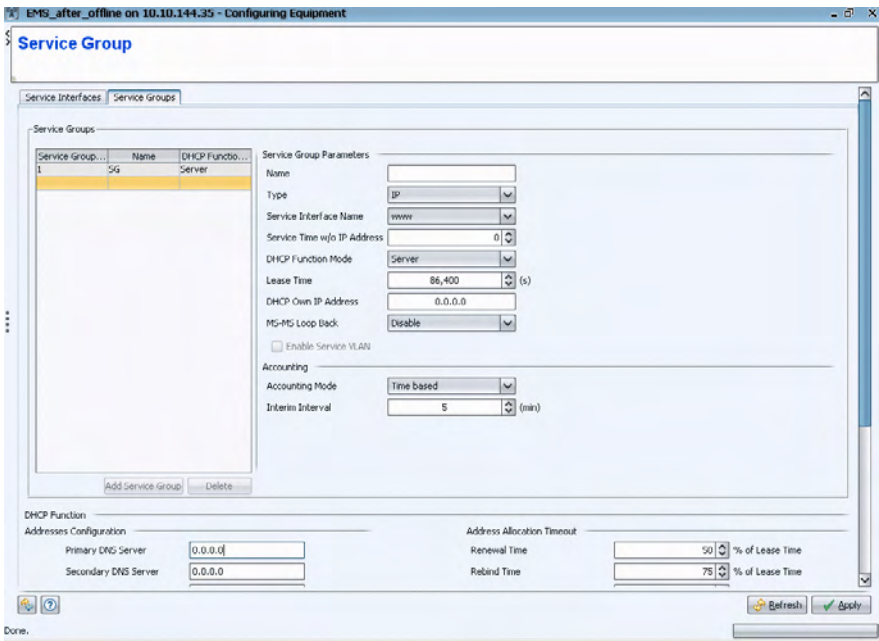 EMS_after_offline on 10.10.144.35 - Configuring Equipment
Service Group
Service Interfaces Service Groups
Service Groups
Service Group... Name DHCP Functio...
1 SG Server
Add Service Group Delete
Service Group Parameters
Name
Type IP
Service Interface Name www
Service Time w/o IP Address 0
DHCP Function Mode Server
Lease Time 86,400 (s)
DHCP Own IP Address 0.0.0.0
MS-MS Loop Back Disable
Enable Service VLAN
Accounting
Accounting Mode Time based
Interim Interval 5 (min)
DHCP Function
Addresses Configuration
Primary DNS Server 0.0.0.0
Secondary DNS Server 0.0.0.0
Address Allocation Timeout
Renewal Time 50 % of Lease Time
Rebind Time 75 % of Lease Time
Refresh Apply
Done.